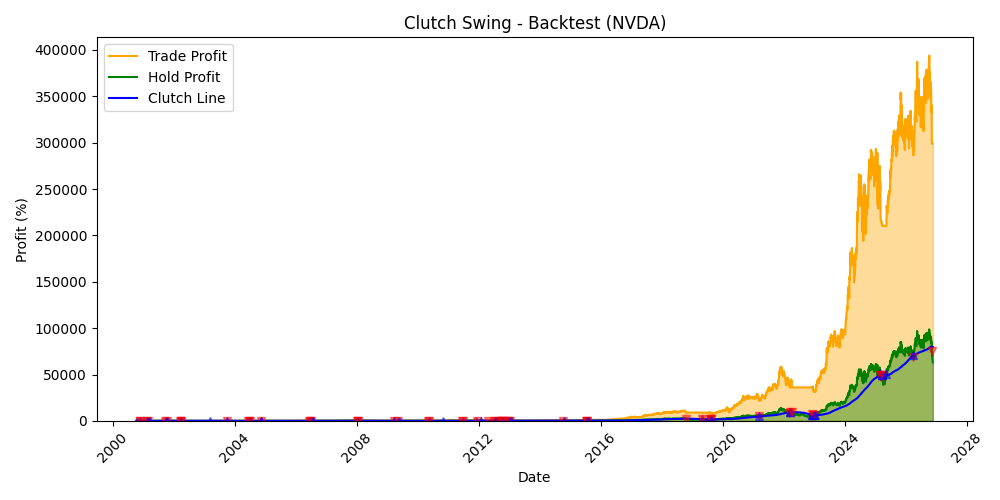 Clutch Swing - Backtest (NVDA)
Trade Profit
Hold Profit
Clutch Line
400000
350000
300000
250000
200000
150000
100000
50000
0
Profit (%)
2000
2004
2008
2012
2016
2020
2024
2028
Date